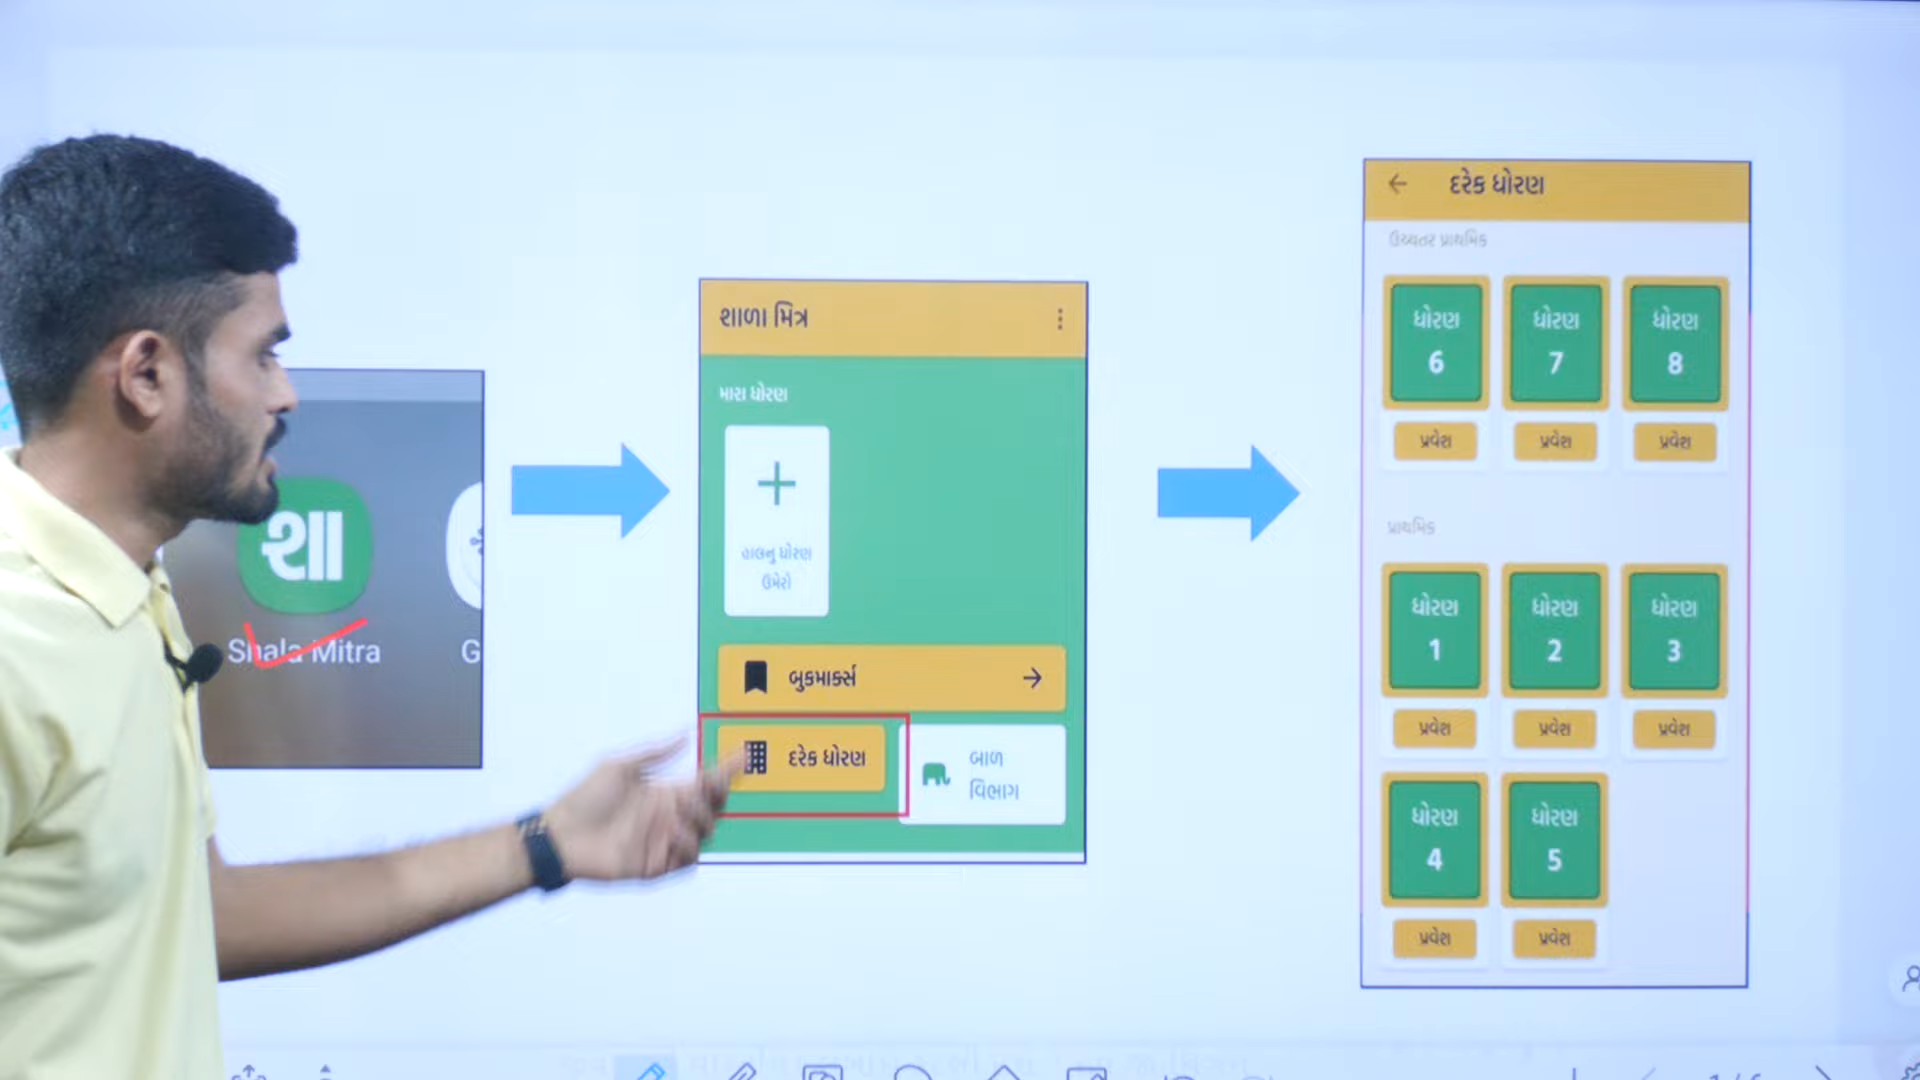 શા
Shala Mitra
G
શાળા મિત્ર
મારા ધોરણ
હાલનુ ધોરણ
ઉમેરો
બુકમાર્ક્સ
દરેક ધોરણ
બાળ
વિભાગ
દરેક ધોરણ
ઉચ્ચતર પ્રાથમિક
ધોરણ
6
ધોરણ
7
ધોરણ
8
પ્રવેશ
પ્રવેશ
પ્રવેશ
પ્રાથમિક
ધોરણ
1
ધોરણ
2
ધોરણ
3
પ્રવેશ
પ્રવેશ
પ્રવેશ
ધોરણ
4
ધોરણ
5
પ્રવેશ
પ્રવેશ